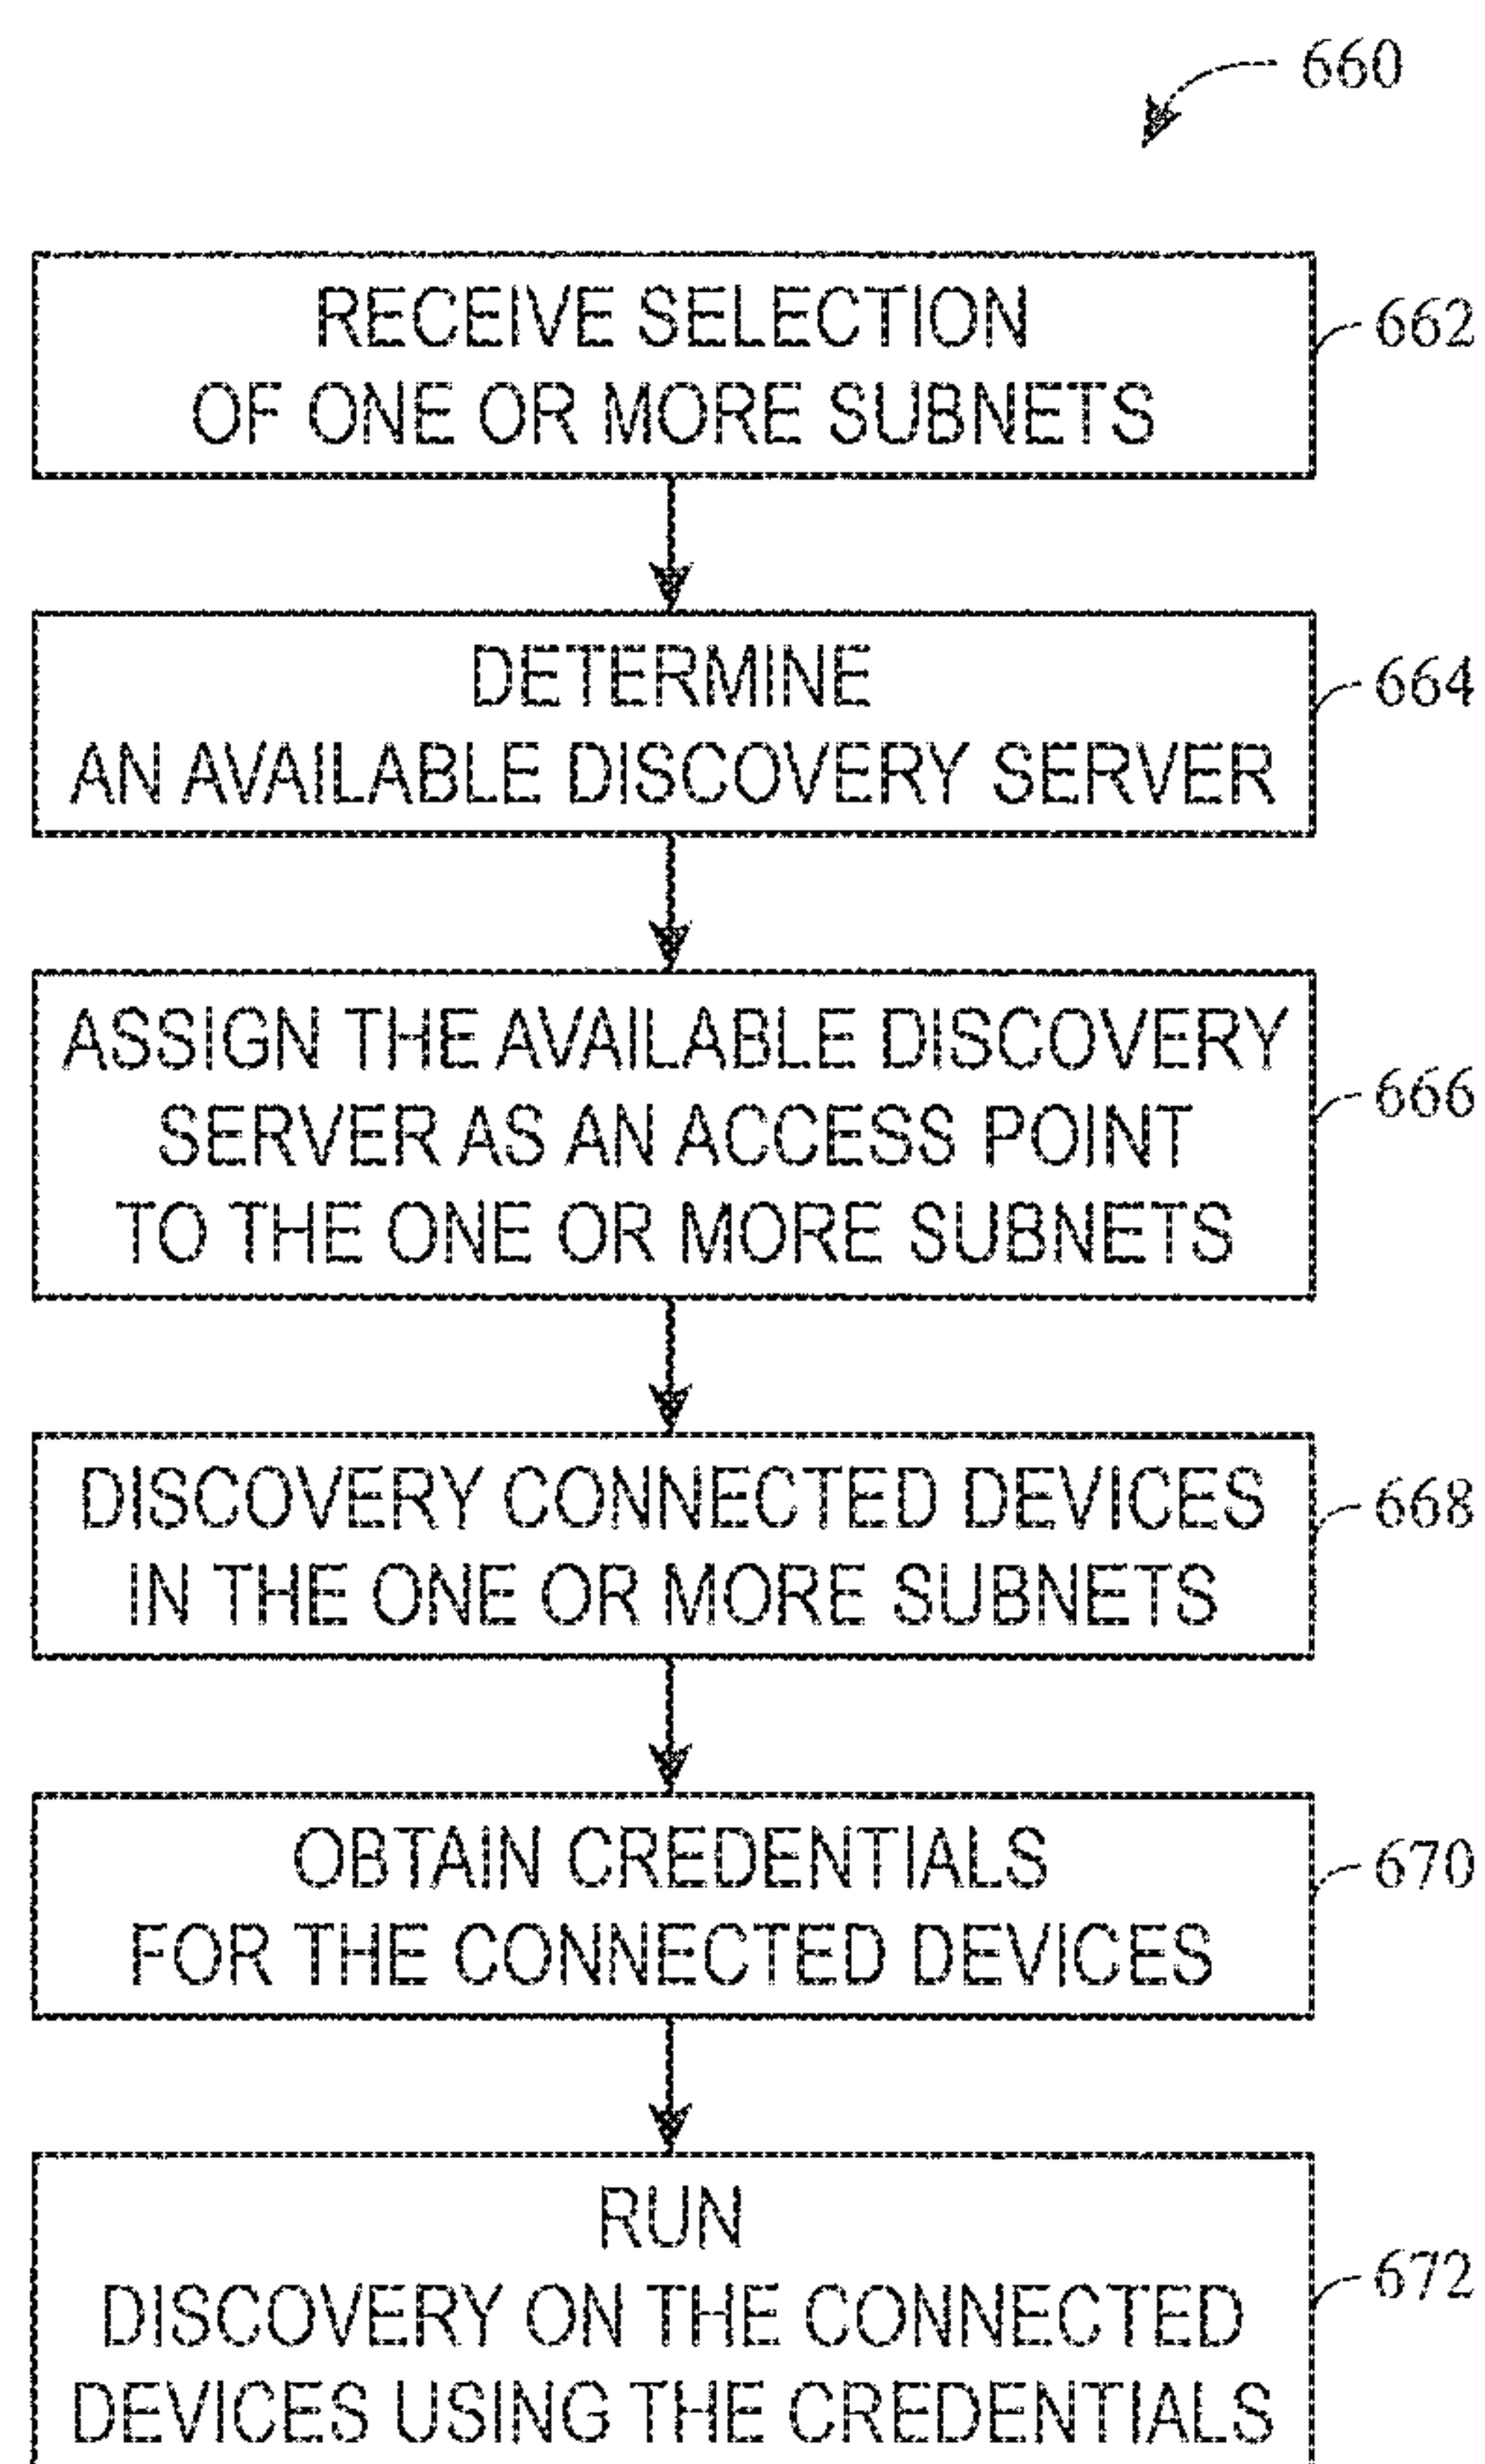 660
RECEIVE SELECTION
OF ONE OR MORE SUBNETS
662
DETERMINE
AN AVAILABLE DISCOVERY SERVER
664
ASSIGN THE AVAILABLE DISCOVERY
SERVER AS AN ACCESS POINT
TO THE ONE OR MORE SUBNETS
666
DISCOVERY CONNECTED DEVICES
IN THE ONE OR MORE SUBNETS
668
OBTAIN CREDENTIALS
FOR THE CONNECTED DEVICES
670
RUN
DISCOVERY ON THE CONNECTED
DEVICES USING THE CREDENTIALS
672